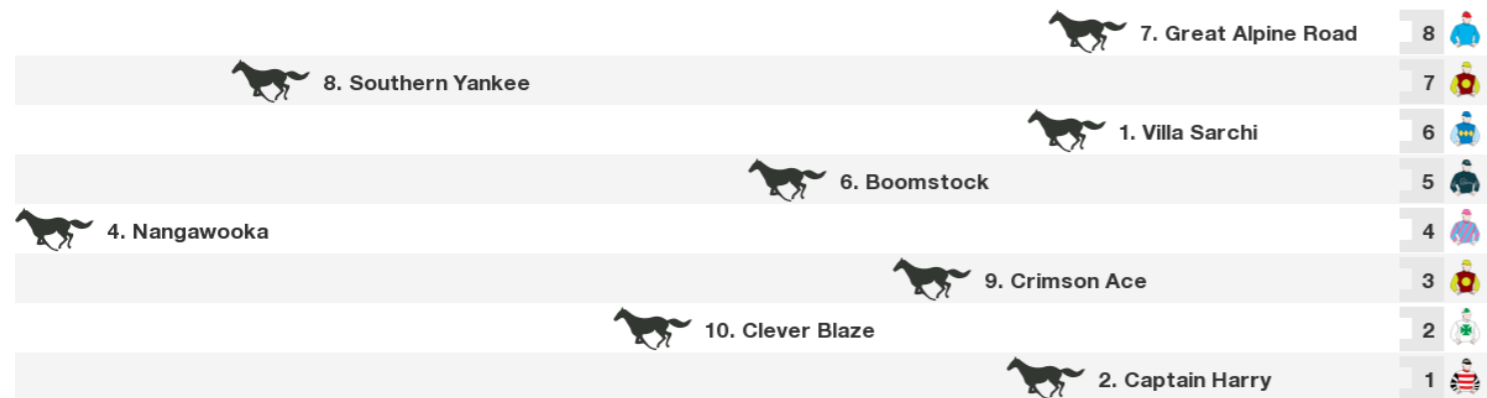 7. Great Alpine Road 8
8. Southern Yankee 7
1. Villa Sarchi 6
6. Boomstock 5
4. Nangawooka 4
9. Crimson Ace 3
10. Clever Blaze 2
2. Captain Harry 1